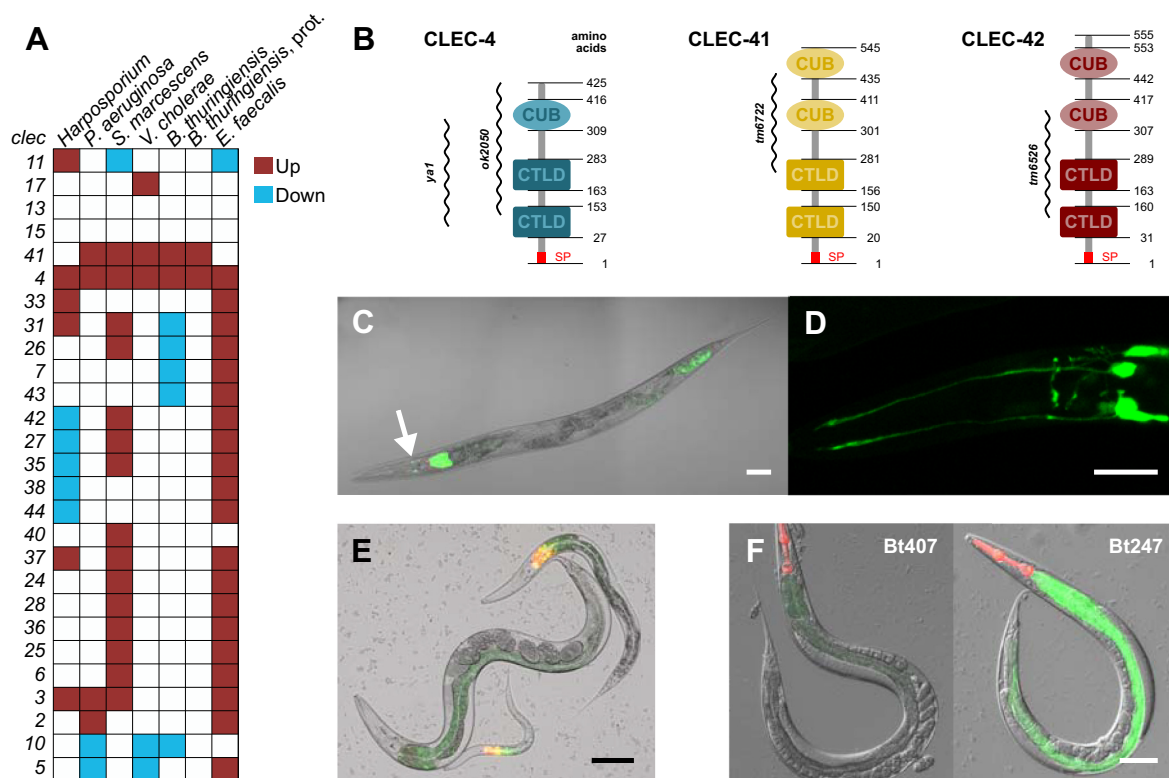 A
clec
Harposporium
P. aeruginosa
S. marcescens
V. cholerae
B. thuringiensis
B. thuringiensis, prot.
E. faecalis
11
17
13
15
41
4
33
31
26
7
43
42
27
35
38
44
40
37
24
28
36
25
6
3
2
10
5
Up
Down
B
CLEC-4
amino
acids
ya1
ok2050
425
416
CUB
309
283
CTLD
163
153
CTLD
27
SP
1
CLEC-41
tm6722
545
CUB
435
411
CUB
301
281
CTLD
156
150
CTLD
20
SP
1
CLEC-42
tm6526
555
553
CUB
442
417
CUB
307
289
CTLD
163
160
CTLD
31
SP
1
C
D
E
F
Bt407
Bt247